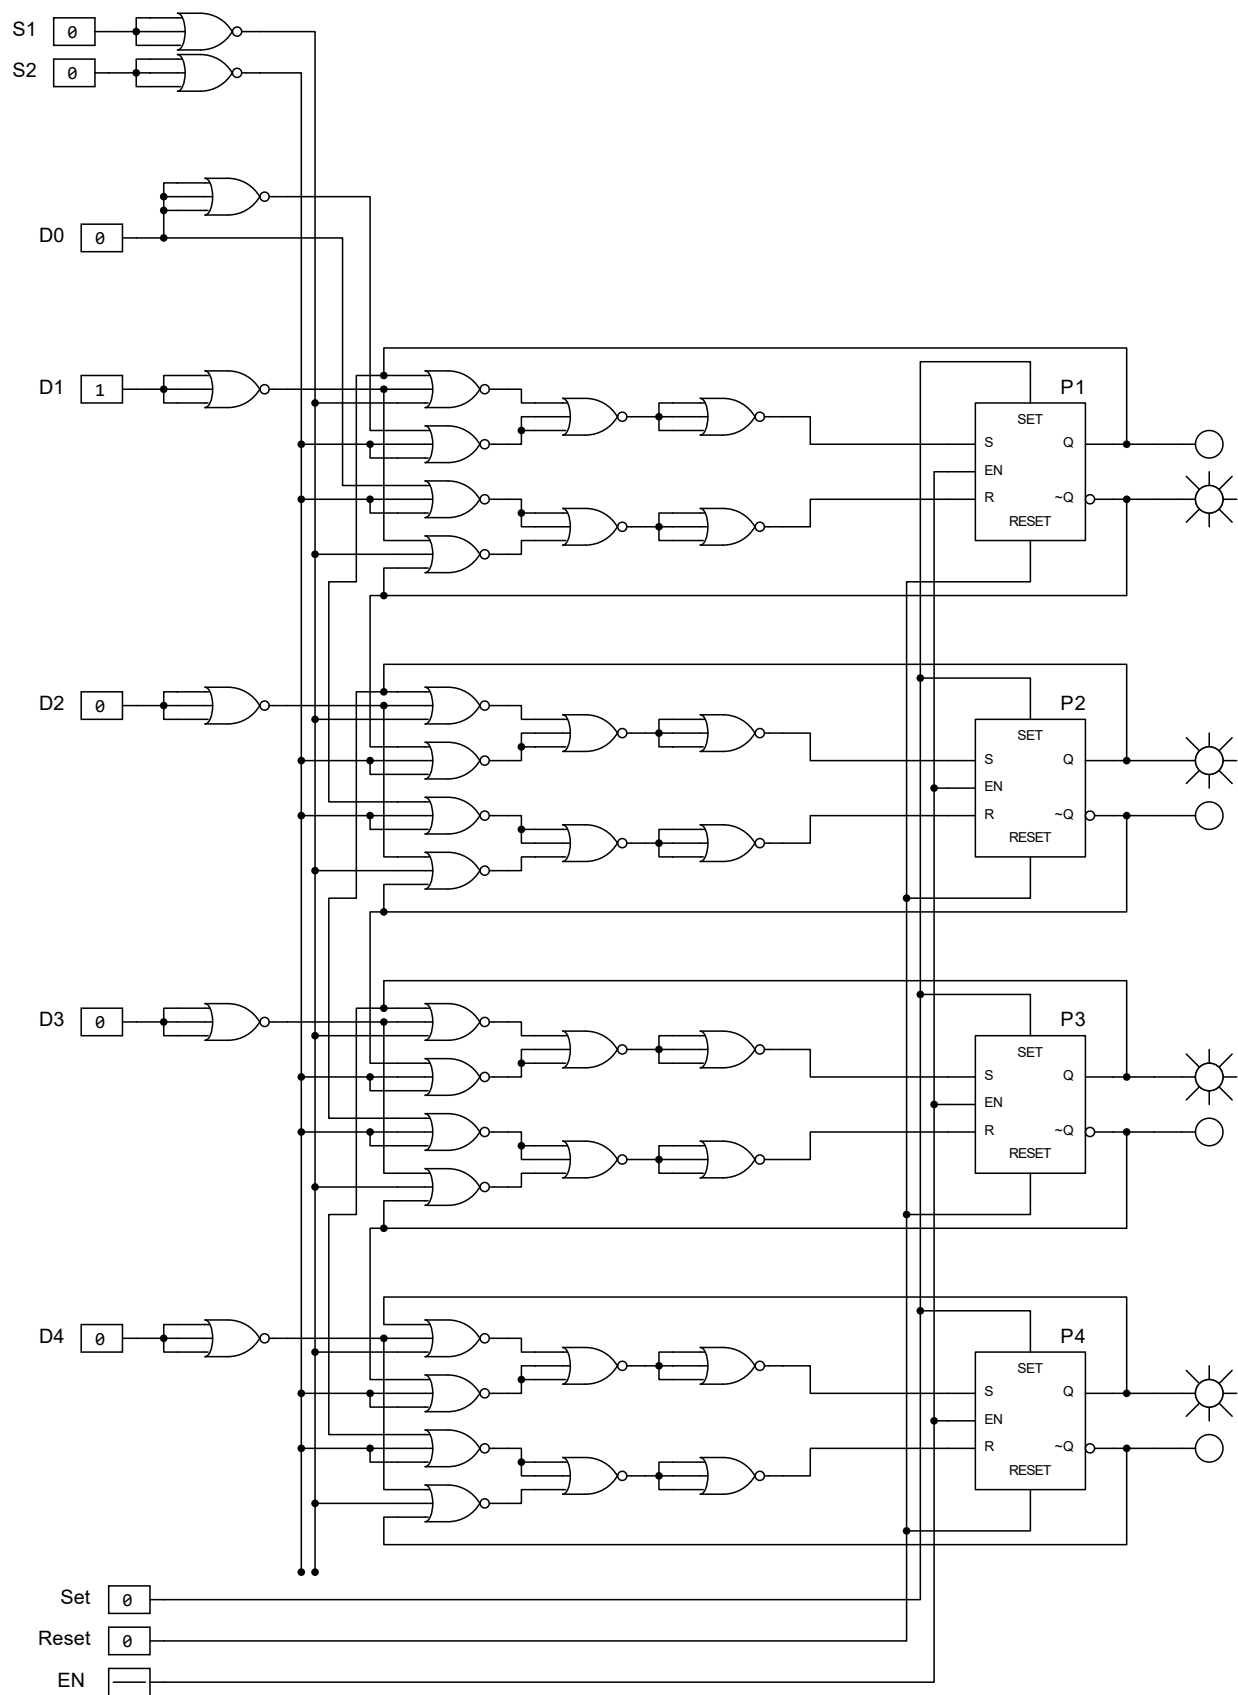 S1 0
S2 0
D0 0
D1 1
P1
SET
S Q
EN
R ~Q
RESET
D2 0
P2
SET
S Q
EN
R ~Q
RESET
D3 0
P3
SET
S Q
EN
R ~Q
RESET
D4 0
P4
SET
S Q
EN
R ~Q
RESET
Set 0
Reset 0
EN